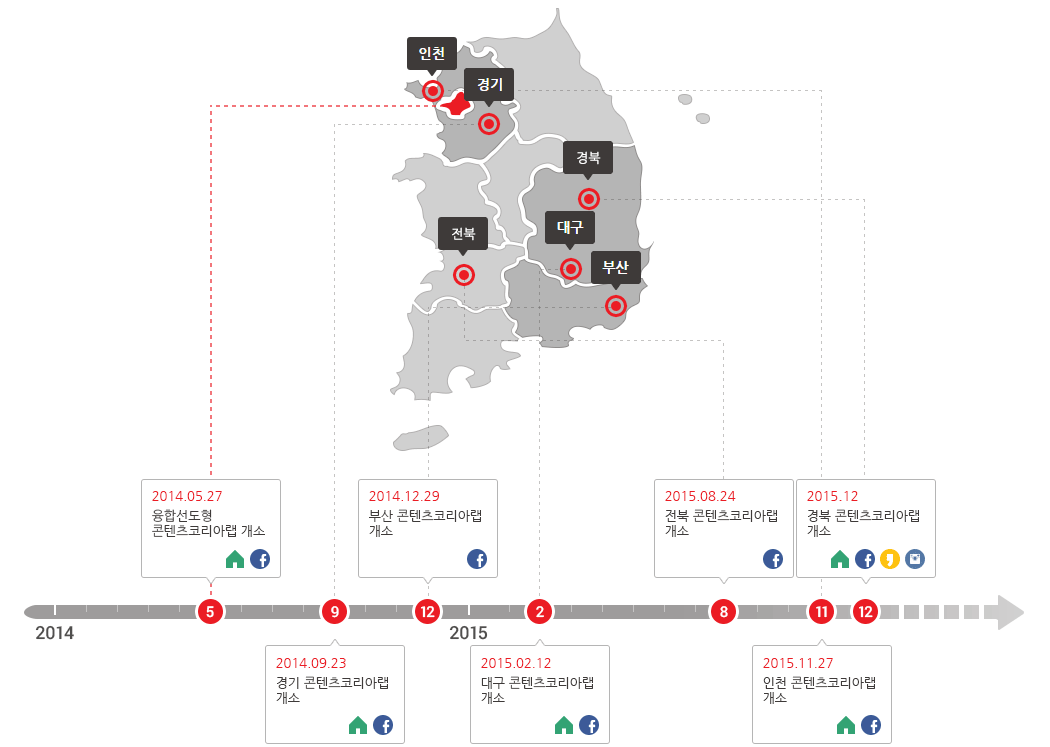 인천
경기
경북
대구
전북
부산
2014.05.27
융합선도형
콘텐츠코리아랩 개소
2014.12.29
부산 콘텐츠코리아랩
개소
2015.08.24
전북 콘텐츠코리아랩
개소
2015.12
경북 콘텐츠코리아랩
개소
5
9
12
2
8
11
12
2014
2015
2014.09.23
경기 콘텐츠코리아랩
개소
2015.02.12
대구 콘텐츠코리아랩
개소
2015.11.27
인천 콘텐츠코리아랩
개소